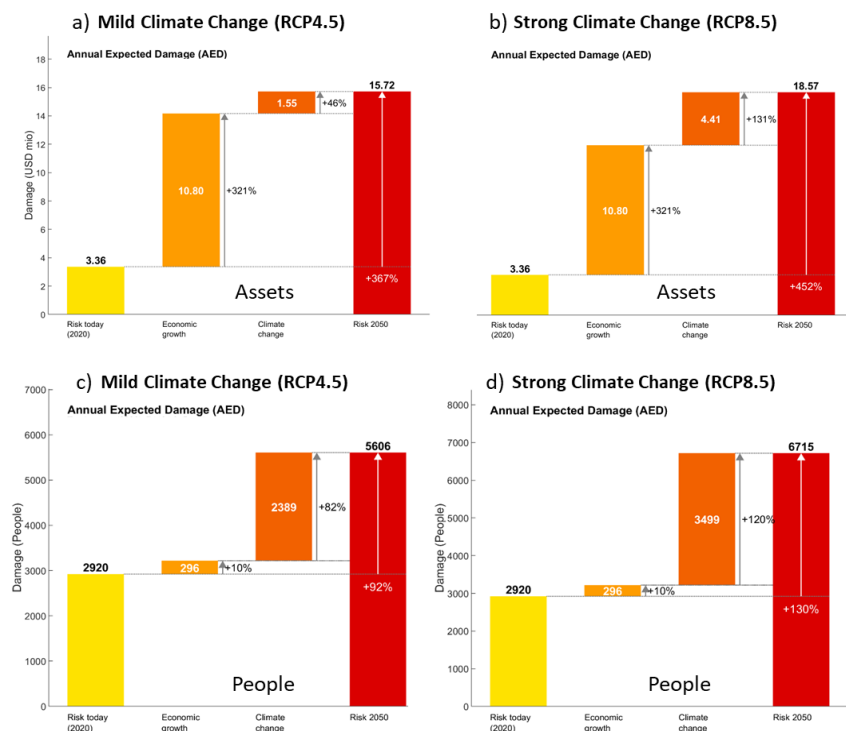 a) Mild Climate Change (RCP4.5)
Annual Expected Damage (AED)
Damage (USD mio)
18
16
14
12
10
8
6
4
2
0
3.36
10.80
+321%
1.55
+46%
15.72
+367%
Assets
Risk today (2020)
Economic growth
Climate change
Risk 2050
b) Strong Climate Change (RCP8.5)
Annual Expected Damage (AED)
3.36
10.80
+321%
4.41
+131%
18.57
+452%
Assets
Risk today (2020)
Economic growth
Climate change
Risk 2050
c) Mild Climate Change (RCP4.5)
Annual Expected Damage (AED)
Damage (People)
7000
6000
5000
4000
3000
2000
1000
0
2920
296
+10%
2389
+82%
5606
+92%
People
Risk today (2020)
Economic growth
Climate change
Risk 2050
d) Strong Climate Change (RCP8.5)
Annual Expected Damage (AED)
Damage (People)
8000
7000
6000
5000
4000
3000
2000
1000
0
2920
296
+10%
3499
+120%
6715
+130%
People
Risk today (2020)
Economic growth
Climate change
Risk 2050